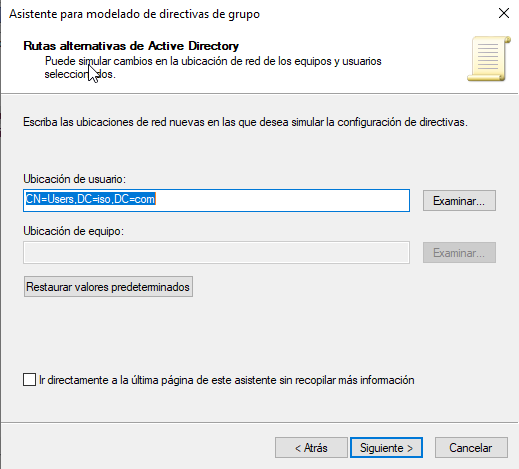 Asistente para modelado de directivas de grupo
Rutas alternativas de Active Directory
Puede simular cambios en la ubicación de red de los equipos y usuarios
seleccionados.
Escriba las ubicaciones de red nuevas en las que desea simular la configuración de directivas.
Ubicación de usuario:
CN=Users,DC=iso,DC=com
Examinar...
Ubicación de equipo:
Examinar...
Restaurar valores predeterminados
Ir directamente a la última página de este asistente sin recopilar más información
< Atrás
Siguiente >
Cancelar